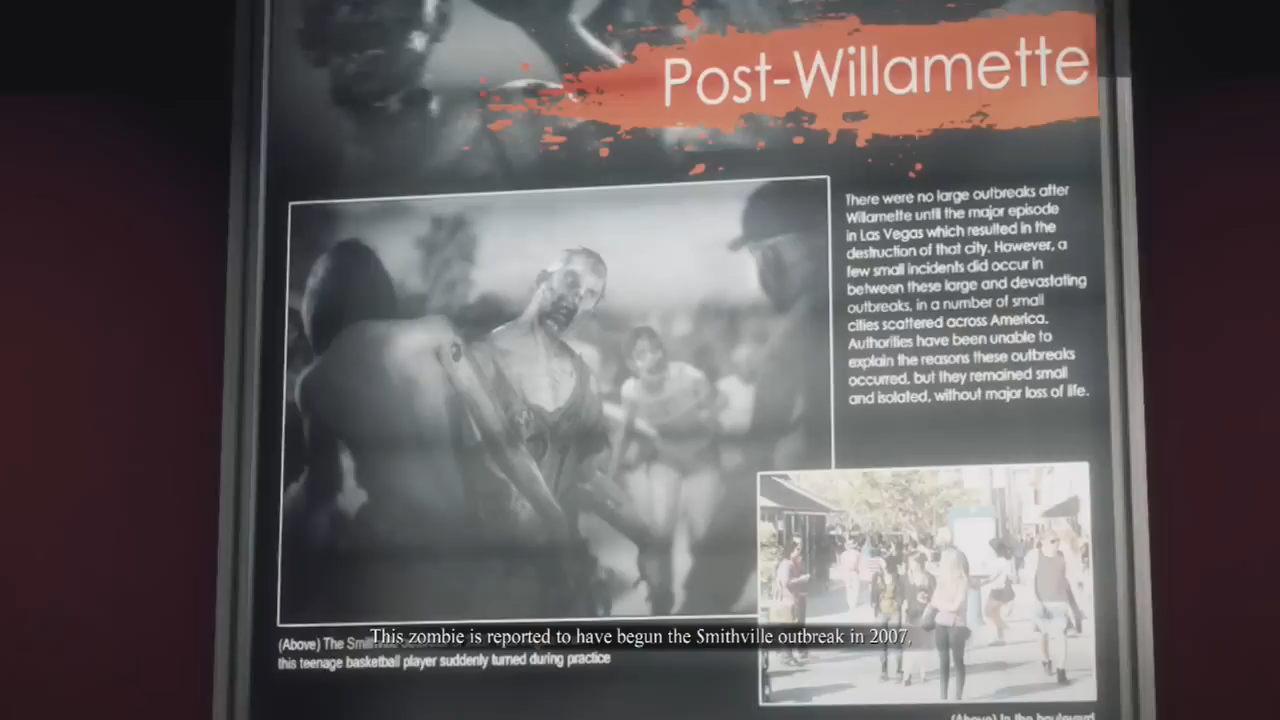 Post-Willamette
There were no large outbreaks after
Willamette until the major episode
in Las Vegas which resulted in the
destruction of that city. However, a
few small incidents did occur in
between these large and devastating
outbreaks, in a number of small
cities scattered across America.
Authorities have been unable to
explain the reasons these outbreaks
occurred, but they remained small
and isolated, without major loss of life.
(Above) The
This zombie is reported to have begun the Smithville outbreak in 2007,
this teenage basketball player suddenly turned during practice
(Above) In the boulevard